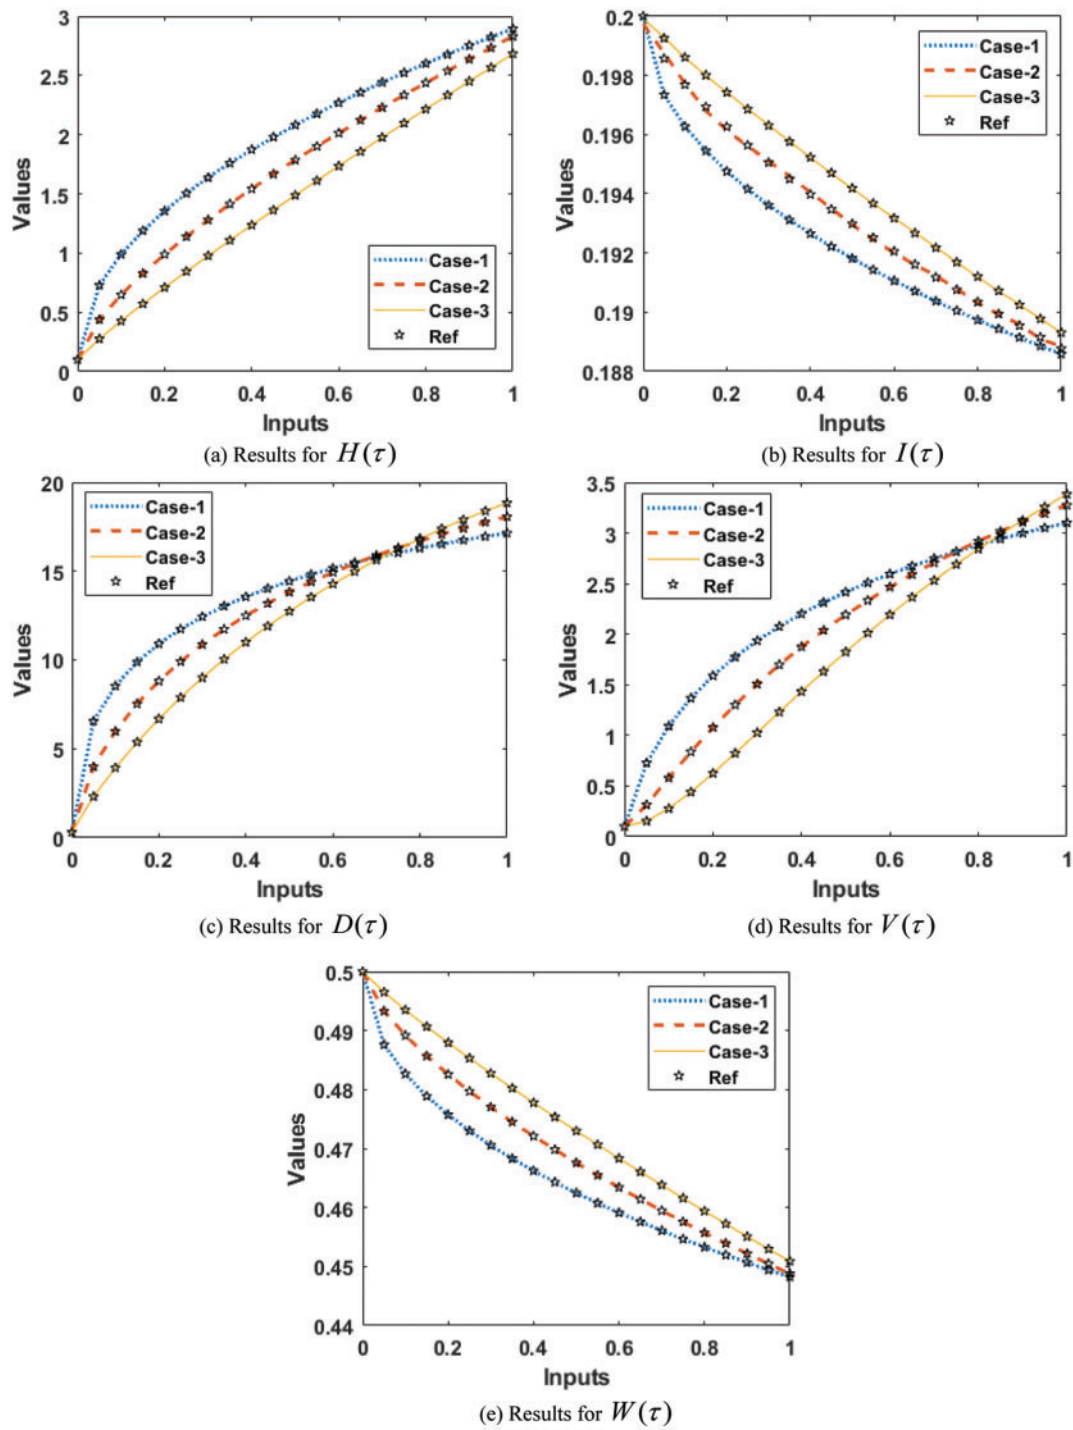 3
2.5
2
1.5
1
0.5
0
Values
0 0.2 0.4 0.6 0.8 1
Inputs
Case-1
Case-2
Case-3
Ref
(a) Results for H(τ)
0.2
0.198
0.196
0.194
0.192
0.19
0.188
Values
0 0.2 0.4 0.6 0.8 1
Inputs
Case-1
Case-2
Case-3
Ref
(b) Results for I(τ)
20
15
10
5
0
Values
0 0.2 0.4 0.6 0.8 1
Inputs
Case-1
Case-2
Case-3
Ref
(c) Results for D(τ)
3.5
3
2.5
2
1.5
1
0.5
0
Values
0 0.2 0.4 0.6 0.8 1
Inputs
Case-1
Case-2
Case-3
Ref
(d) Results for V(τ)
0.5
0.49
0.48
0.47
0.46
0.45
0.44
Values
0 0.2 0.4 0.6 0.8 1
Inputs
Case-1
Case-2
Case-3
Ref
(e) Results for W(τ)